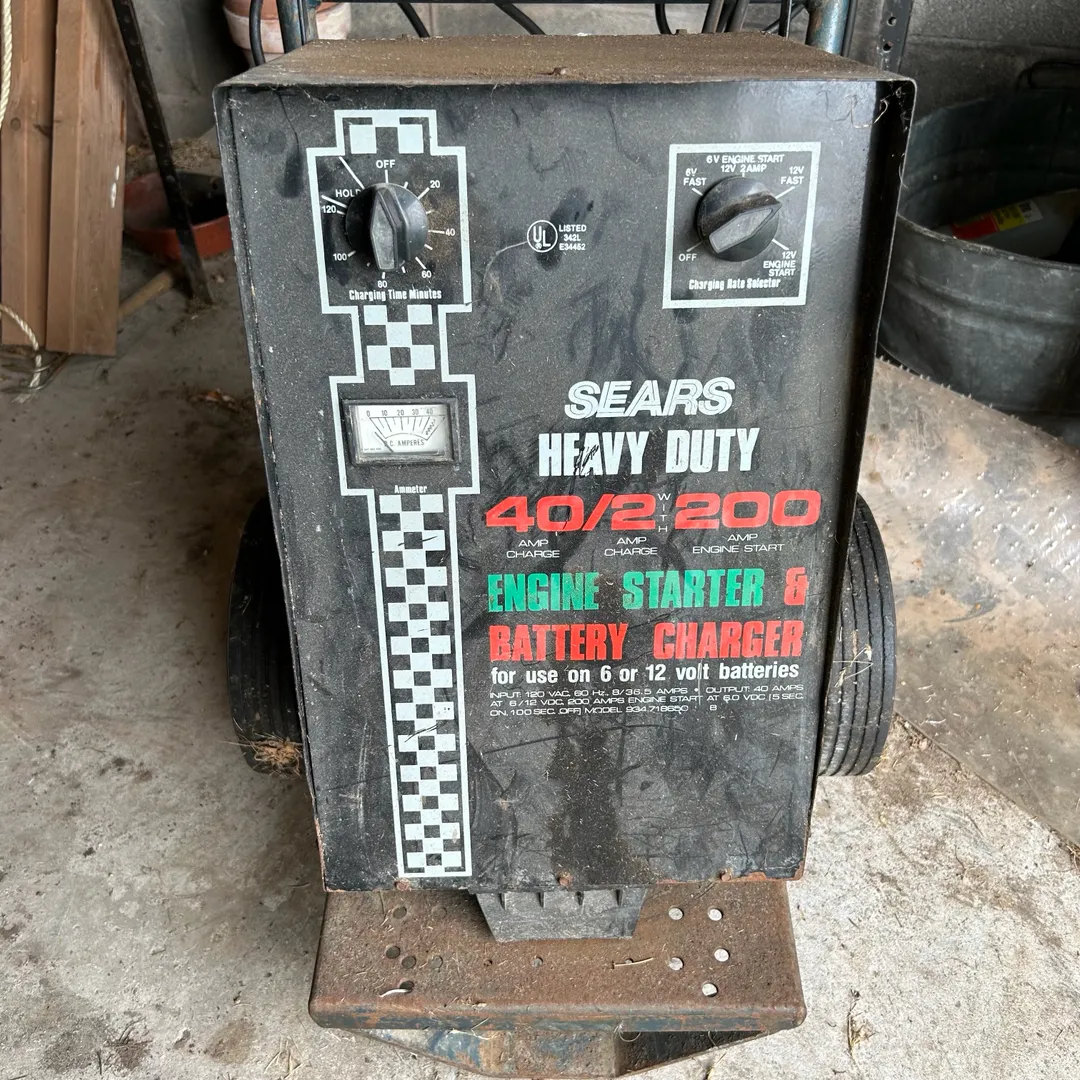 OFF
HOLD
20
120
40
100
60
80
Charging Time Minutes
UL LISTED
342L
E34462
6V ENGINE START
12V 2AMP
6V
FAST
12V
FAST
OFF
12V
ENGINE
START
Charging Rate Selector
0 10 20 30 40
D.C. AMPERES
Ammeter
SEARS
HEAVY DUTY
40/2 WITH 200
AMP CHARGE
AMP CHARGE
AMP ENGINE START
ENGINE STARTER &
BATTERY CHARGER
for use on 6 or 12 volt batteries
INPUT: 120 VAC, 60 Hz, 8/36.5 AMPS • OUTPUT: 40 AMPS
AT 6/12 VDC, 200 AMPS ENGINE START AT 6.0 VDC [5 SEC.
ON, 100 SEC. OFF] MODEL 934.718650 B